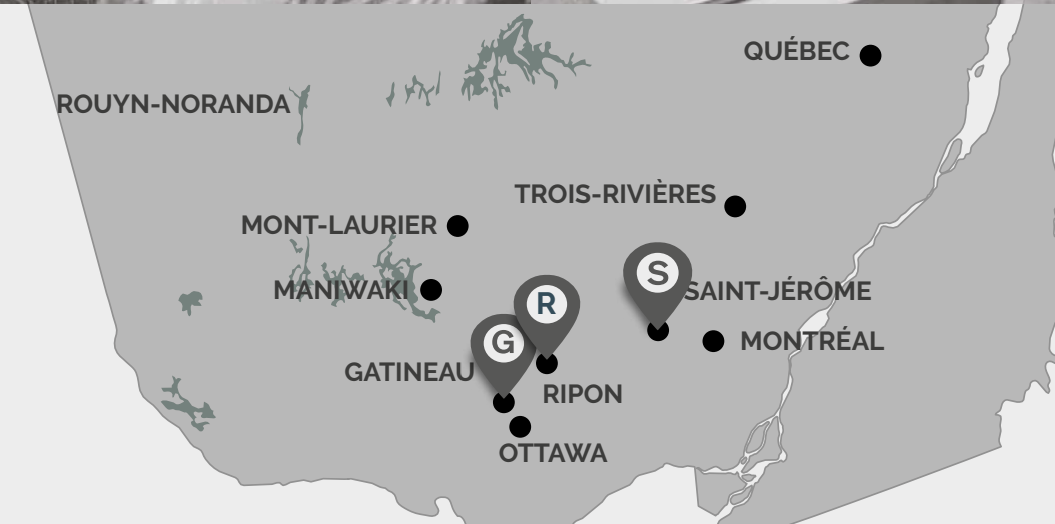 QUÉBEC
ROUYN-NORANDA
TROIS-RIVIÈRES
MONT-LAURIER
S
MANIWAKI
SAINT-JÉRÔME
R
G
MONTRÉAL
GATINEAU
RIPON
OTTAWA